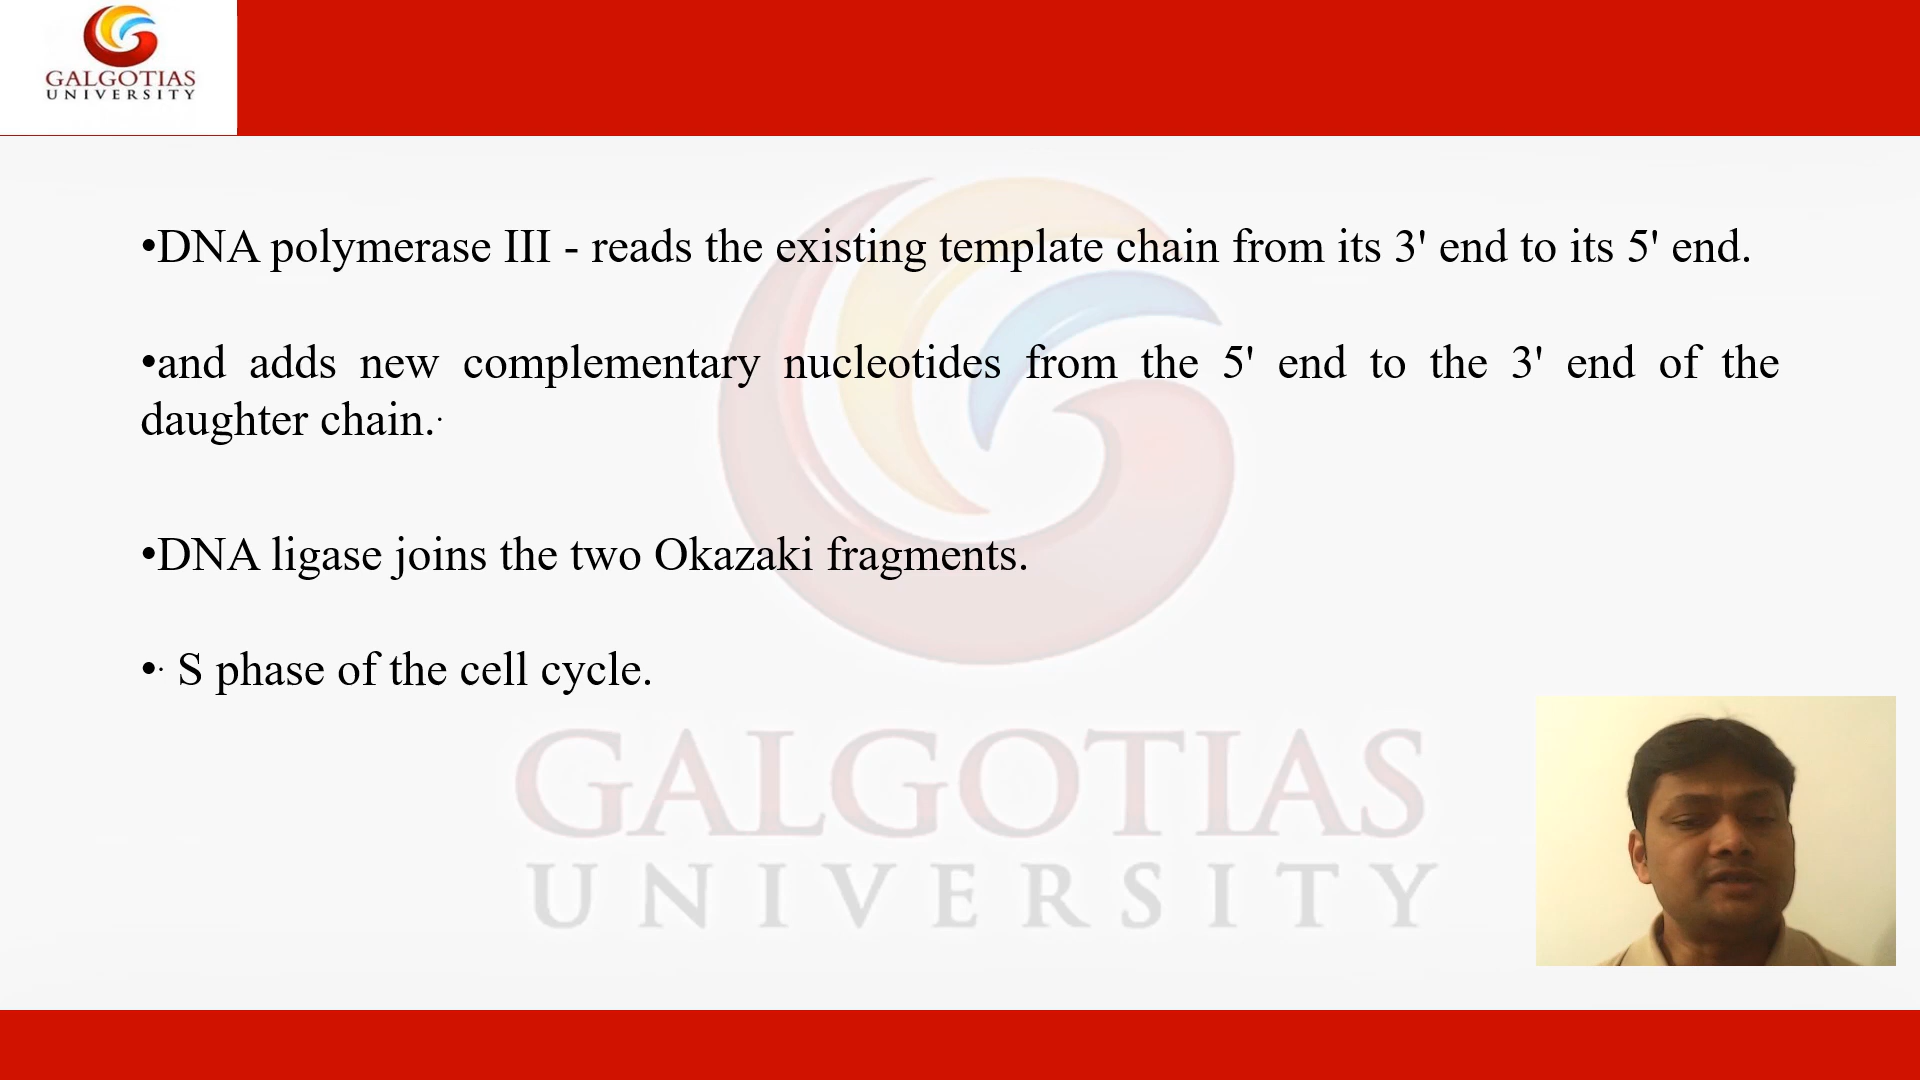 GALGOTIAS
UNIVERSITY
•DNA polymerase III - reads the existing template chain from its 3' end to its 5' end.
•and adds new complementary nucleotides from the 5' end to the 3' end of the
daughter chain..
•DNA ligase joins the two Okazaki fragments.
•. S phase of the cell cycle.
GALGOTIAS
UNIVERSITY